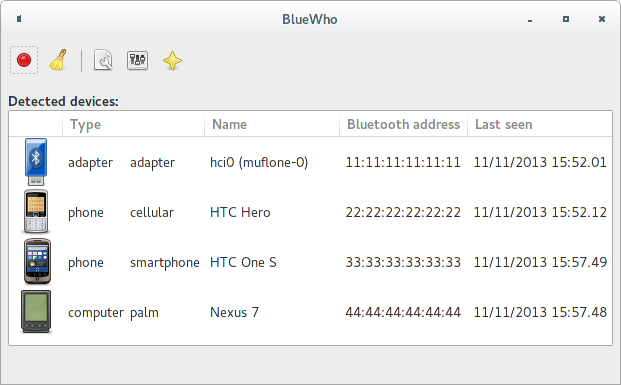 BlueWho
Detected devices:
Type Name Bluetooth address Last seen
adapter adapter hci0 (muflone-0) 11:11:11:11:11:11 11/11/2013 15:52.01
phone cellular HTC Hero 22:22:22:22:22:22 11/11/2013 15:52.12
phone smartphone HTC One S 33:33:33:33:33:33 11/11/2013 15:57.49
computer palm Nexus 7 44:44:44:44:44:44 11/11/2013 15:57.48